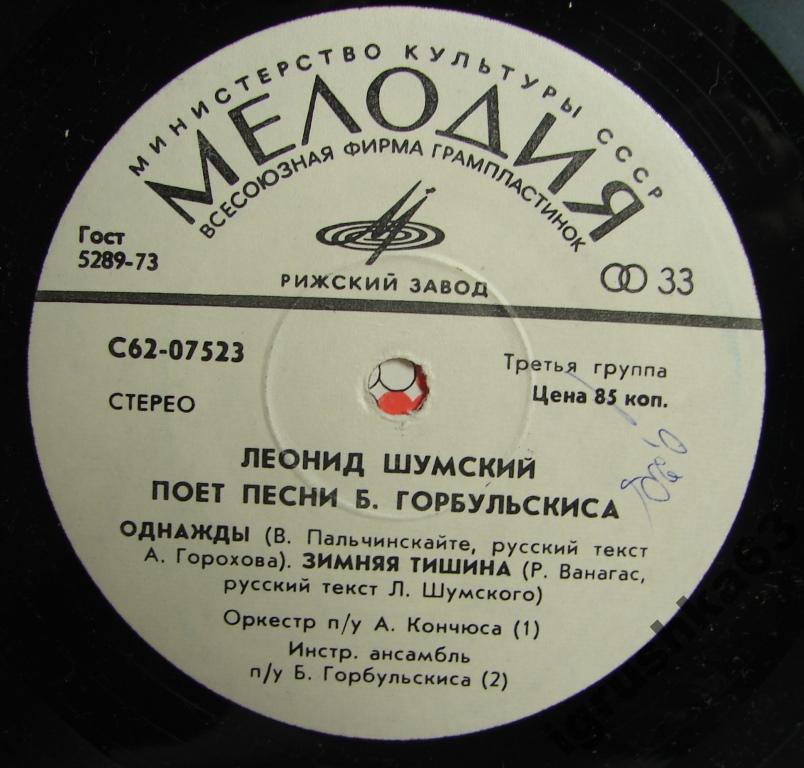 МИНИСТЕРСТВО КУЛЬТУРЫ СССР
МЕЛОДИЯ
ВСЕСОЮЗНАЯ ФИРМА ГРАМПЛАСТИНОК
Гост
5289-73
РИЖСКИЙ ЗАВОД
33
С62-07523
Третья группа
СТЕРЕО
Цена 85 коп.
ЛЕОНИД ШУМСКИЙ
ПОЕТ ПЕСНИ Б. ГОРБУЛЬСКИСА
ОДНАЖДЫ (В. Пальчинскайте, русский текст
А. Горохова). ЗИМНЯЯ ТИШИНА (Р. Ванагас,
русский текст Л. Шумского)
Оркестр п/у А. Кончюса (1)
Инстр. ансамбль
п/у Б. Горбульскиса (2)
igrushka63